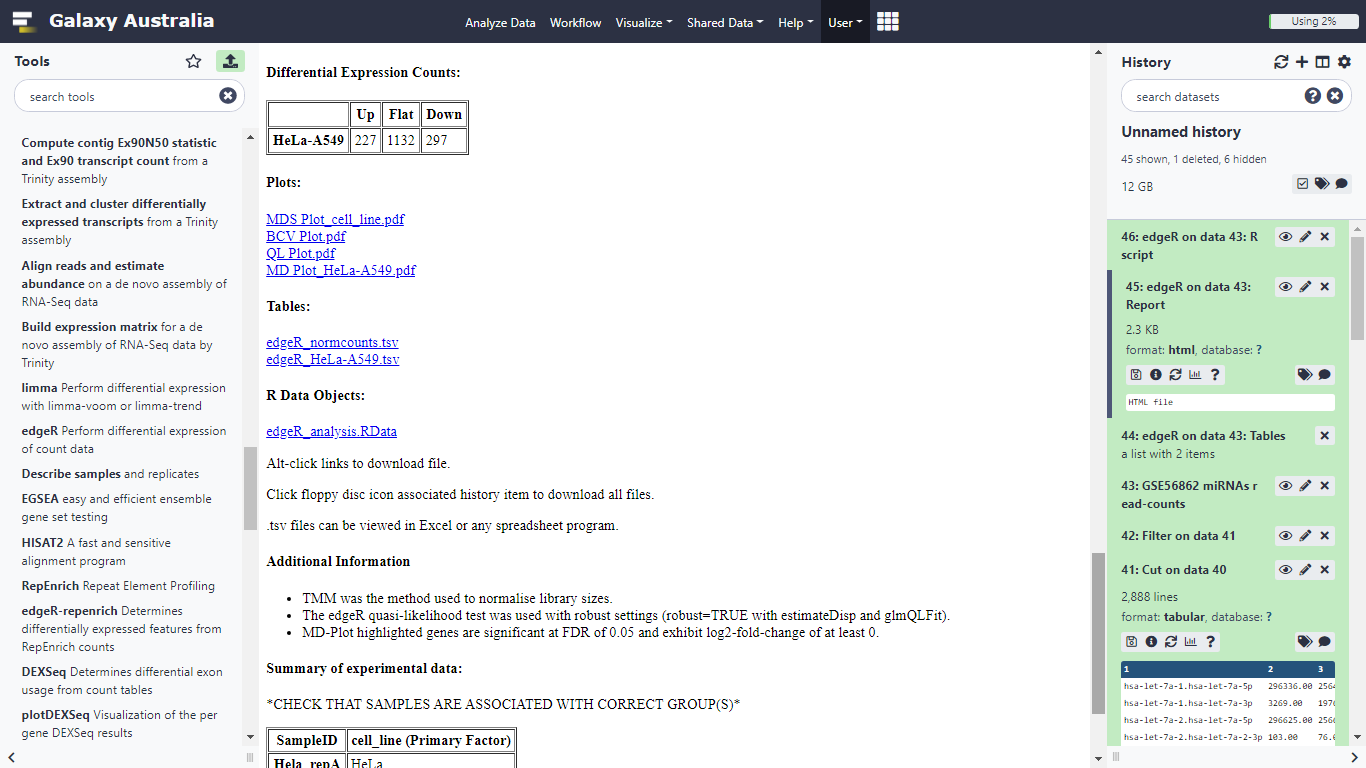 Galaxy Australia
Analyze Data
Workflow
Visualize
Shared Data
Help
User
Using 2%
Tools
search tools
Compute contig Ex90N50 statistic
and Ex90 transcript count from a
Trinity assembly
Extract and cluster differentially
expressed transcripts from a Trinity
assembly
Align reads and estimate
abundance on a de novo assembly of
RNA-Seq data
Build expression matrix for a de
novo assembly of RNA-Seq data by
Trinity
limma Perform differential expression
with limma-voom or limma-trend
edgeR Perform differential expression
of count data
Describe samples and replicates
EGSEA easy and efficient ensemble
gene set testing
HISAT2 A fast and sensitive
alignment program
RepEnrich Repeat Element Profiling
edgeR-repenrich Determines
differentially expressed features from
RepEnrich counts
DEXSeq Determines differential exon
usage from count tables
plotDEXSeq Visualization of the per
gene DEXSeq results
Differential Expression Counts:
Up Flat Down
HeLa-A549 227 1132 297
Plots:
MDS Plot_cell_line.pdf
BCV Plot.pdf
QL Plot.pdf
MD Plot_HeLa-A549.pdf
Tables:
edgeR_normcounts.tsv
edgeR_HeLa-A549.tsv
R Data Objects:
edgeR_analysis.RData
Alt-click links to download file.
Click floppy disc icon associated history item to download all files.
.tsv files can be viewed in Excel or any spreadsheet program.
Additional Information
• TMM was the method used to normalise library sizes.
• The edgeR quasi-likelihood test was used with robust settings (robust=TRUE with estimateDisp and glmQLFit).
• MD-Plot highlighted genes are significant at FDR of 0.05 and exhibit log2-fold-change of at least 0.
Summary of experimental data:
*CHECK THAT SAMPLES ARE ASSOCIATED WITH CORRECT GROUP(S)*
SampleID cell_line (Primary Factor)
Hela_repA HeLa
History
search datasets
Unnamed history
45 shown, 1 deleted, 6 hidden
12 GB
46: edgeR on data 43: R
script
45: edgeR on data 43:
Report
2.3 KB
format: html, database: ?
HTML file
44: edgeR on data 43: Tables
a list with 2 items
43: GSE56862 miRNAs r
ead-counts
42: Filter on data 41
41: Cut on data 40
2,888 lines
format: tabular, database: ?
1 2 3
hsa-let-7a-1.hsa-let-7a-5p 296336.00 2564
hsa-let-7a-1.hsa-let-7a-3p 3269.00 1976
hsa-let-7a-2.hsa-let-7a-5p 296625.00 2566
hsa-let-7a-2.hsa-let-7a-2-3p 103.00 76.0